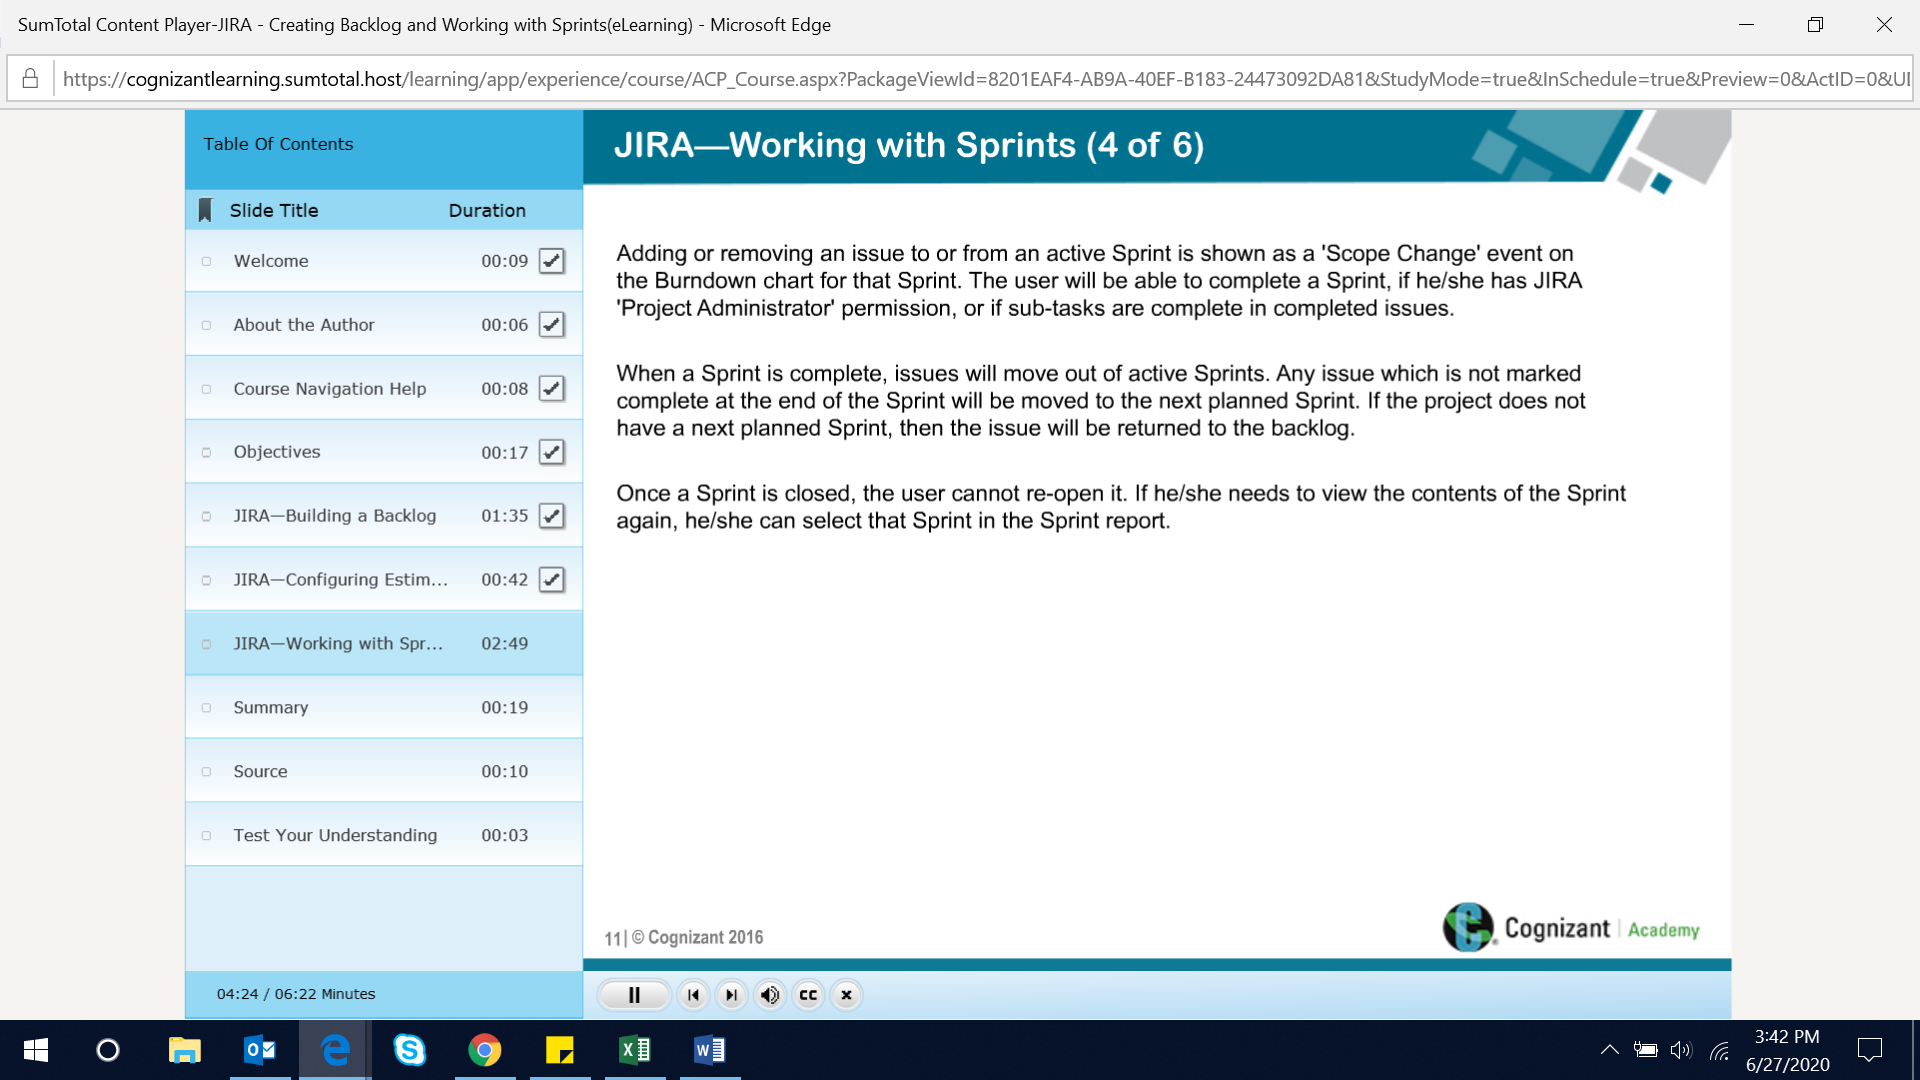 SumTotal Content Player-JIRA - Creating Backlog and Working with Sprints(eLearning) - Microsoft Edge
https://cognizantlearning.sumtotal.host/learning/app/experience/course/ACP_Course.aspx?PackageViewId=8201EAF4-AB9A-40EF-B183-24473092DA81&StudyMode=true&InSchedule=true&Preview=0&ActID=0&UI
Table Of Contents
Slide Title Duration
Welcome 00:09
About the Author 00:06
Course Navigation Help 00:08
Objectives 00:17
JIRA—Building a Backlog 01:35
JIRA—Configuring Estim... 00:42
JIRA—Working with Spr... 02:49
Summary 00:19
Source 00:10
Test Your Understanding 00:03
04:24 / 06:22 Minutes
JIRA—Working with Sprints (4 of 6)
Adding or removing an issue to or from an active Sprint is shown as a 'Scope Change' event on
the Burndown chart for that Sprint. The user will be able to complete a Sprint, if he/she has JIRA
'Project Administrator' permission, or if sub-tasks are complete in completed issues.
When a Sprint is complete, issues will move out of active Sprints. Any issue which is not marked
complete at the end of the Sprint will be moved to the next planned Sprint. If the project does not
have a next planned Sprint, then the issue will be returned to the backlog.
Once a Sprint is closed, the user cannot re-open it. If he/she needs to view the contents of the Sprint
again, he/she can select that Sprint in the Sprint report.
11| © Cognizant 2016
Cognizant | Academy
CC
3:42 PM
6/27/2020